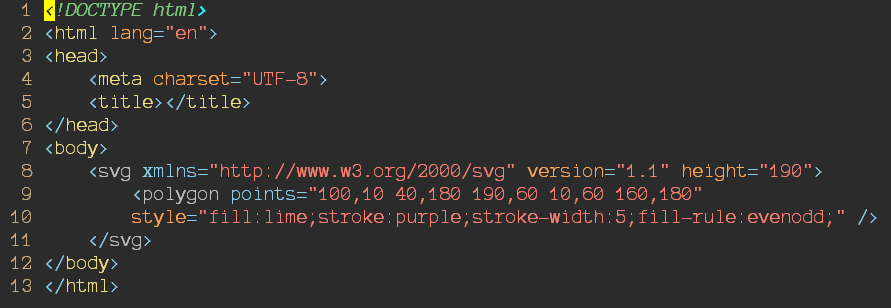 1 <!DOCTYPE html>
2 <html lang="en">
3 <head>
4     <meta charset="UTF-8">
5     <title></title>
6 </head>
7 <body>
8     <svg xmlns="http://www.w3.org/2000/svg" version="1.1" height="190">
9         <polygon points="100,10 40,180 190,60 10,60 160,180"
10         style="fill:lime;stroke:purple;stroke-width:5;fill-rule:evenodd;" />
11     </svg>
12 </body>
13 </html>